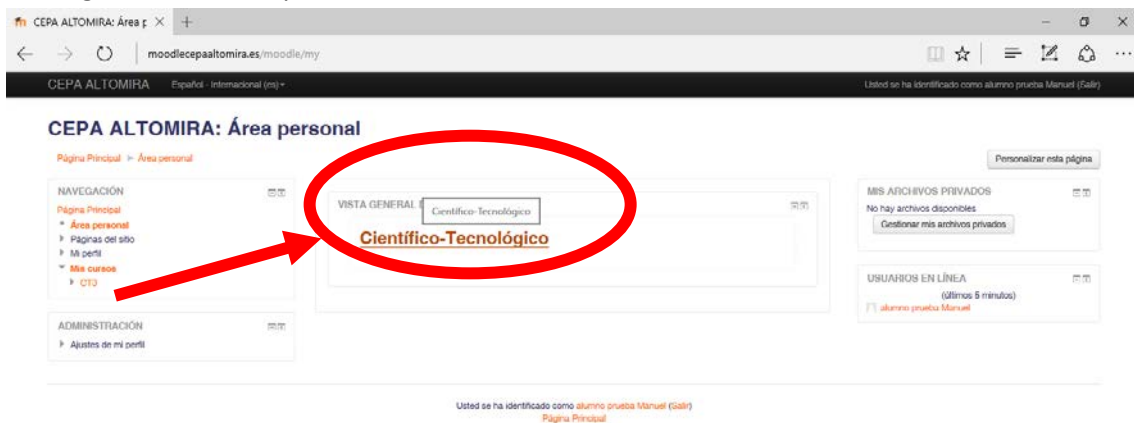 CEPA ALTOMIRA: Área p
moodlecepaaltomira.es/moodle/my
CEPA ALTOMIRA Español - Internacional (es)
Usted se ha identificado como alumno prueba Manuel (Salir)
CEPA ALTOMIRA: Área personal
Página Principal Área personal
Personalizar esta página
NAVEGACIÓN
Página Principal
Área personal
Páginas del sitio
Mi perfil
Mis cursos
ADMINISTRACIÓN
Ajustes de mi perfil
VISTA GENERAL
Científico-Tecnológico
Científico-Tecnológico
MIS ARCHIVOS PRIVADOS
No hay archivos disponibles
Gestionar mis archivos privados
USUARIOS EN LÍNEA
(últimos 5 minutos)
alumno prueba Manuel
Usted se ha identificado como alumno prueba Manuel (Salir)
Página Principal